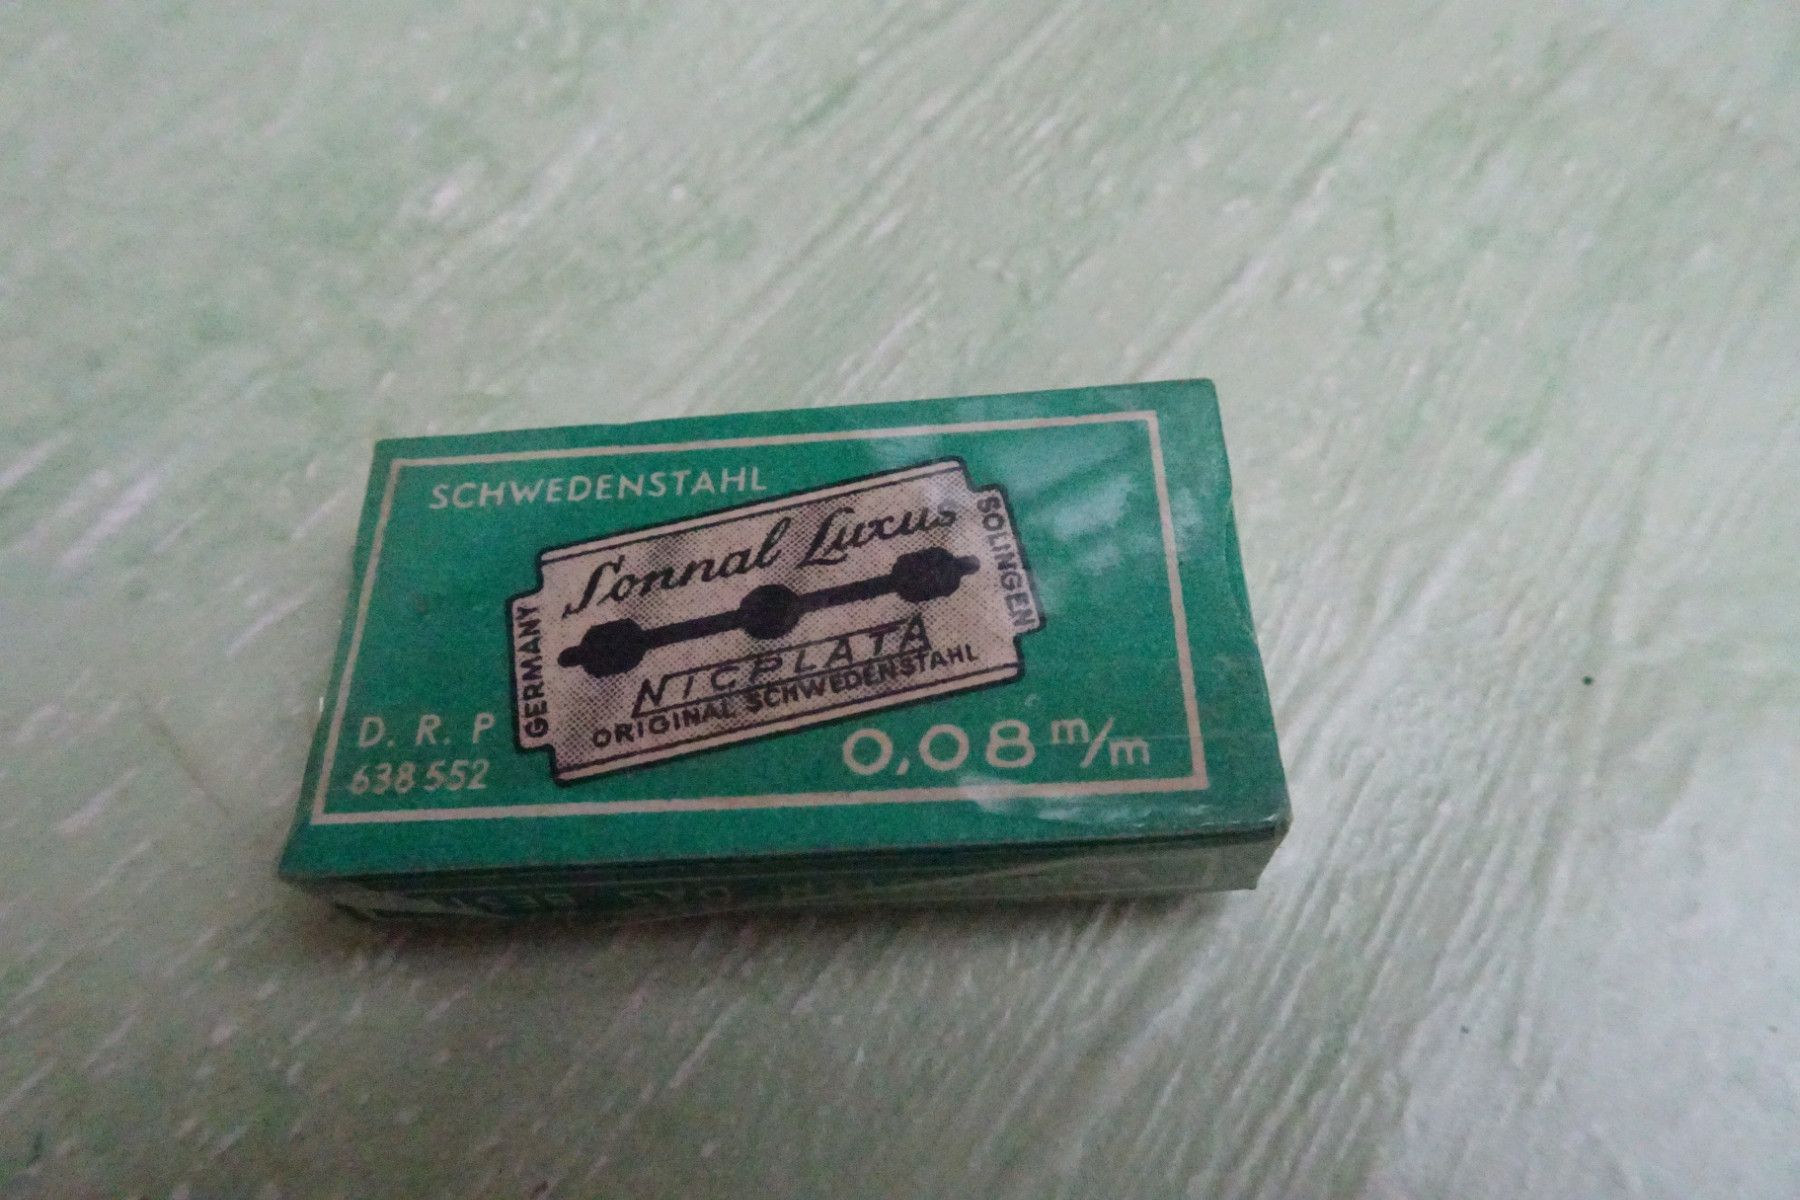 SCHWEDENSTAHL
Sonnal Luxus
GERMANY
SOLINGEN
NICPLATA
ORIGINAL SCHWEDENSTAHL
D. R. P
638 552
0,08 m/m